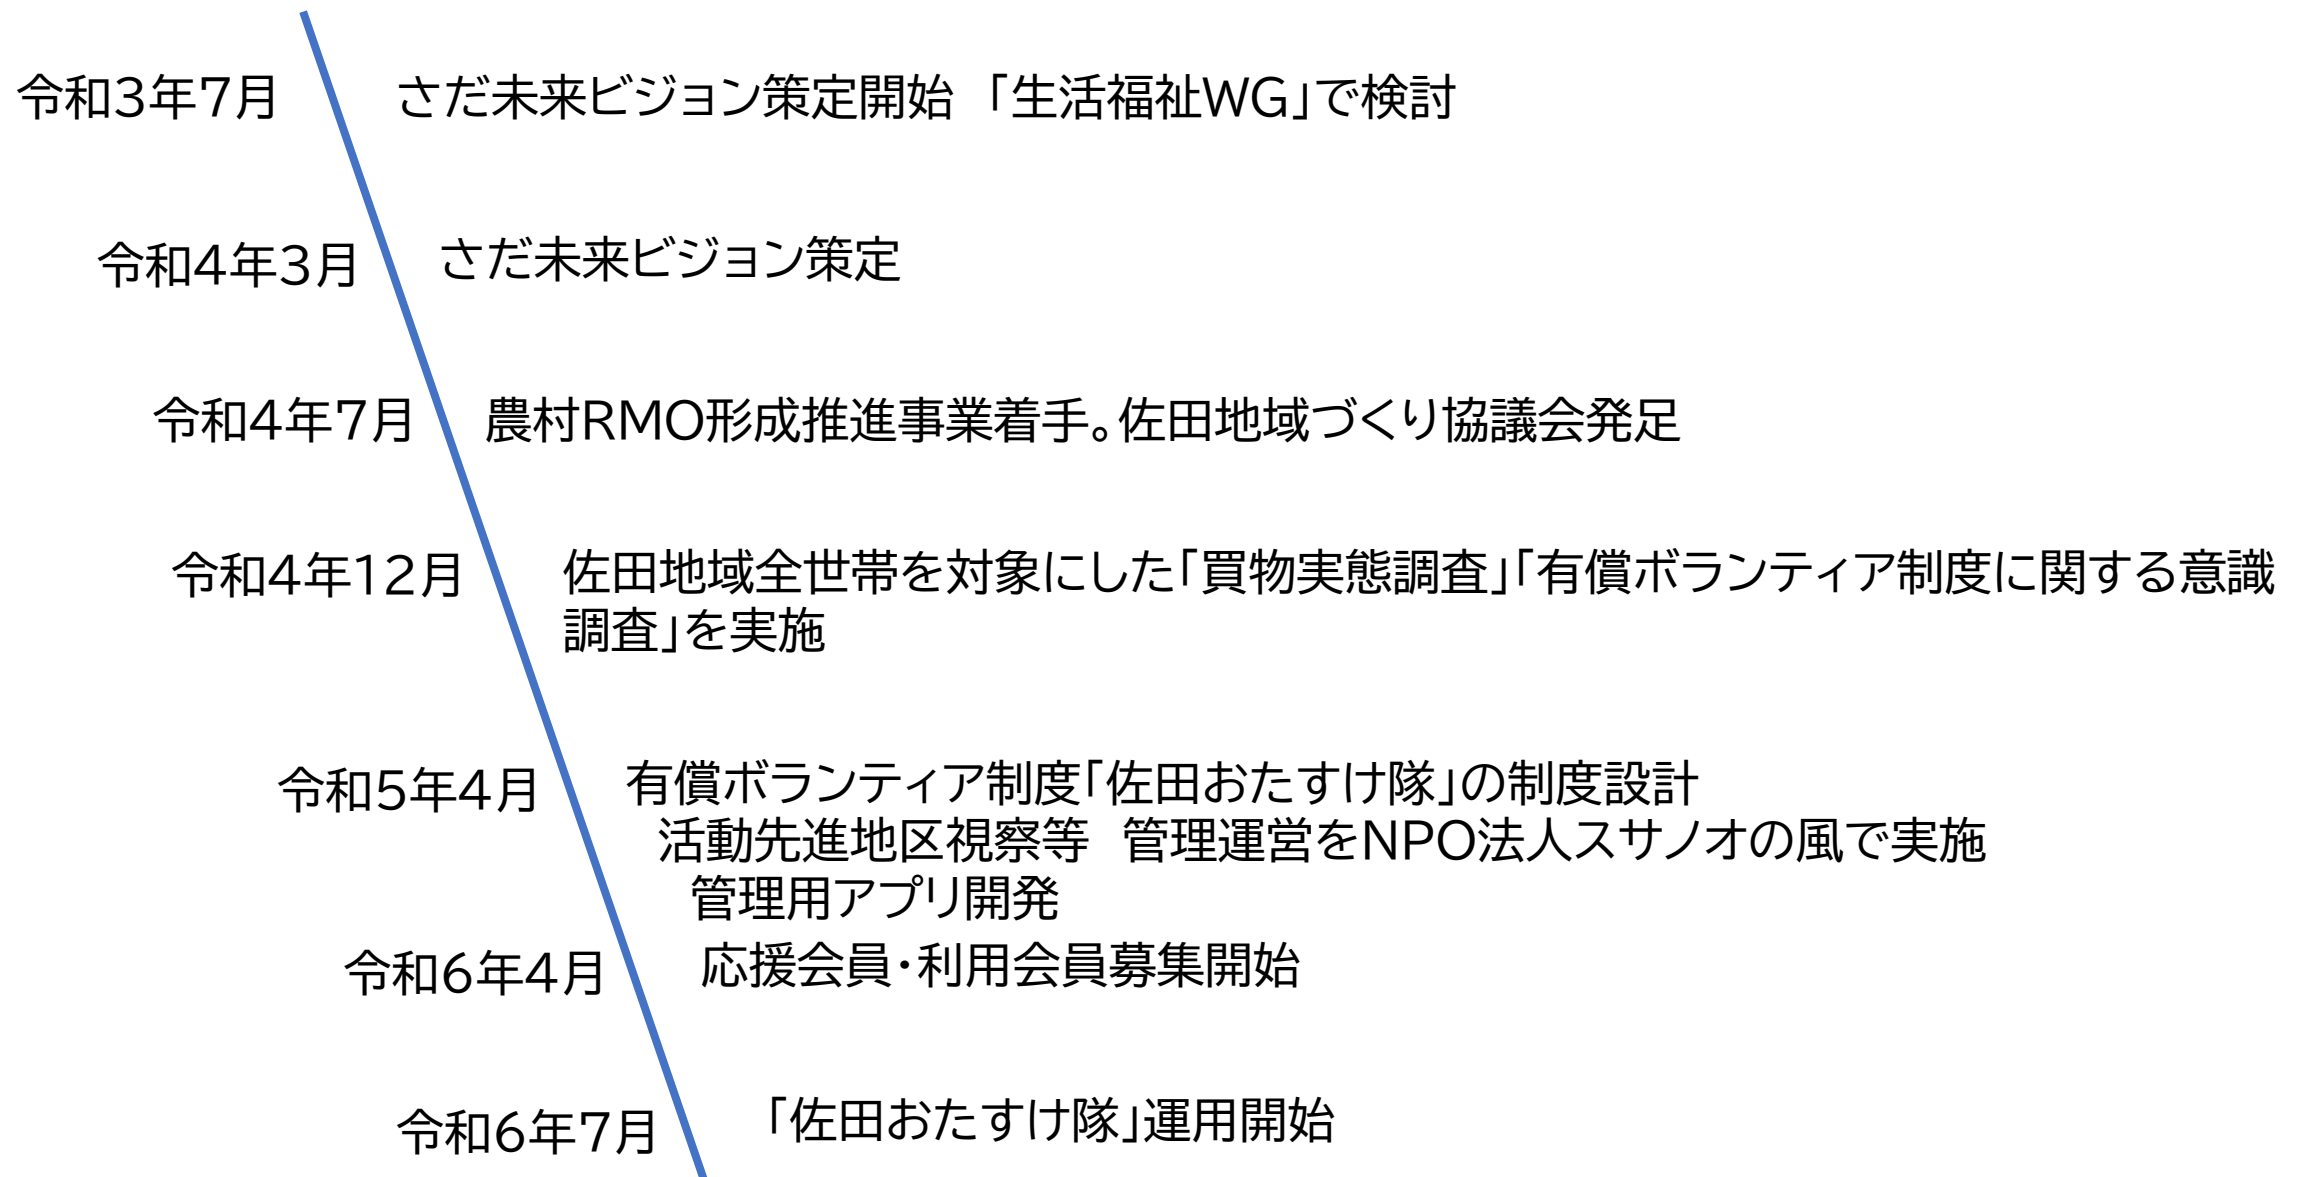 令和3年7月 さだ未来ビジョン策定開始 「生活福祉WG」で検討
令和4年3月 さだ未来ビジョン策定
令和4年7月 農村RMO形成推進事業着手。佐田地域づくり協議会発足
令和4年12月 佐田地域全世帯を対象にした「買物実態調査」「有償ボランティア制度に関する意識
調査」を実施
令和5年4月 有償ボランティア制度「佐田おたすけ隊」の制度設計
活動先進地区視察等 管理運営をNPO法人スサノオの風で実施
管理用アプリ開発
令和6年4月 応援会員・利用会員募集開始
令和6年7月 「佐田おたすけ隊」運用開始